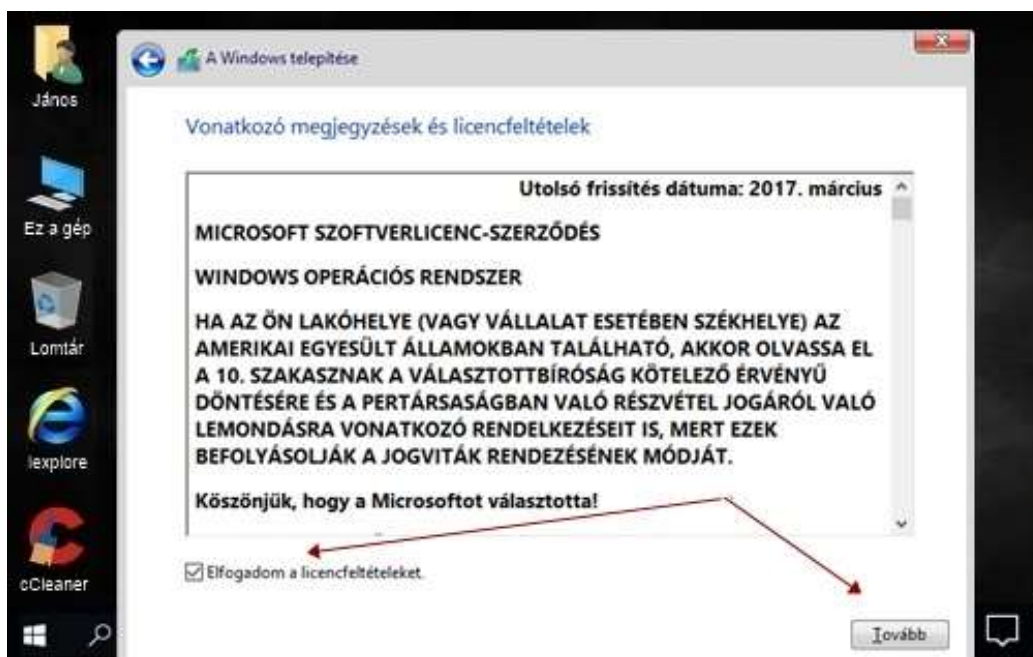 A Windows telepítése
János
Vonatkozó megjegyzések és licencfeltételek
Utolsó frissítés dátuma: 2017. március
MICROSOFT SZOFTVERLICENC-SZERZŐDÉS
WINDOWS OPERÁCIÓS RENDSZER
HA AZ ÖN LAKÓHELYE (VAGY VÁLLALAT ESETÉBEN SZÉKHELYE) AZ
AMERIKAI EGYESÜLT ÁLLAMOKBAN TALÁLHATÓ, AKKOR OLVASSA EL
A 10. SZAKASZNAK A VÁLASZTOTTBÍRÓSÁG KÖTELEZŐ ÉRVÉNYŰ
DÖNTÉSÉRE ÉS A PERTÁRSASÁGBAN VALÓ RÉSZVÉTEL JOGÁRÓL VALÓ
LEMONDÁSRA VONATKOZÓ RENDELKEZÉSEIT IS, MERT EZEK
BEFOLYÁSOLJÁK A JOGVITÁK RENDEZÉSÉNEK MÓDJÁT.
Köszönjük, hogy a Microsoftot választotta!
Ez a gép
Lomtár
iexplore
cCleaner
Elfogadom a licencfeltételeket.
Tovább